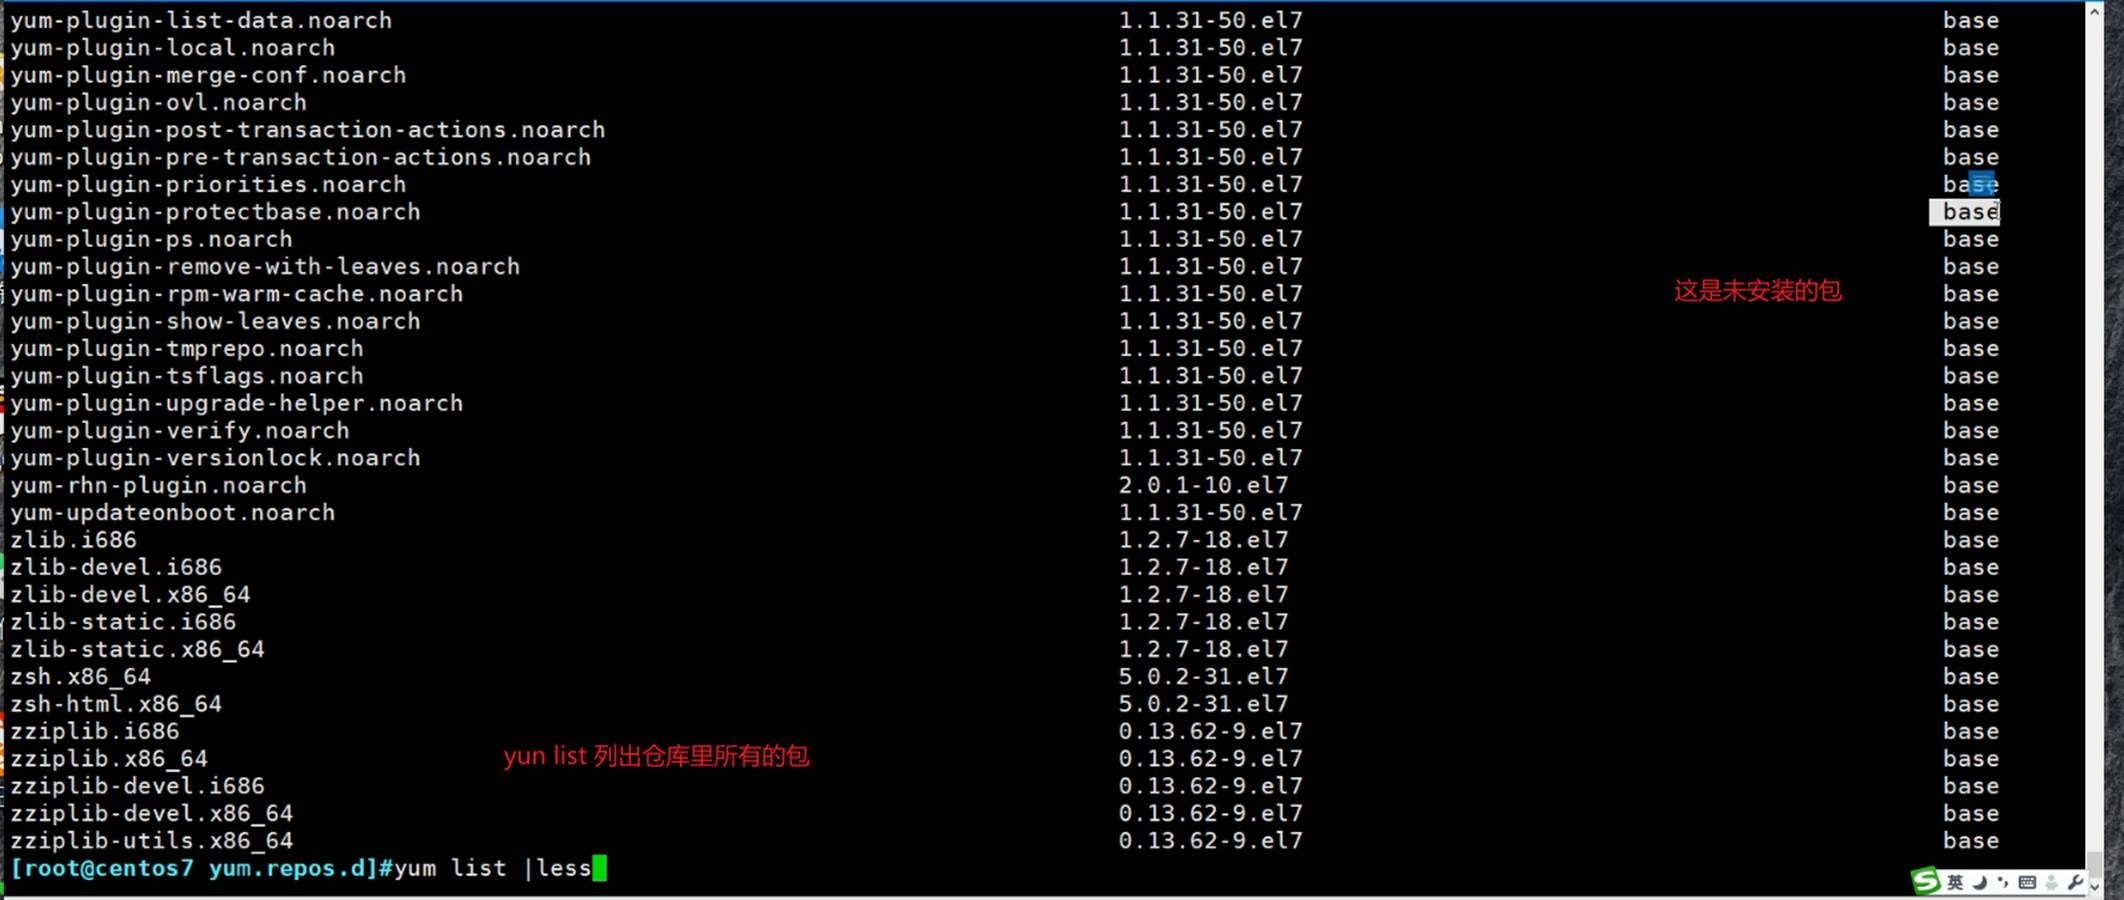 yum-plugin-list-data.noarch 1.1.31-50.el7 base
yum-plugin-local.noarch 1.1.31-50.el7 base
yum-plugin-merge-conf.noarch 1.1.31-50.el7 base
yum-plugin-ovl.noarch 1.1.31-50.el7 base
yum-plugin-post-transaction-actions.noarch 1.1.31-50.el7 base
yum-plugin-pre-transaction-actions.noarch 1.1.31-50.el7 base
yum-plugin-priorities.noarch 1.1.31-50.el7 base
yum-plugin-protectbase.noarch 1.1.31-50.el7 base
yum-plugin-ps.noarch 1.1.31-50.el7 base
yum-plugin-remove-with-leaves.noarch 1.1.31-50.el7 base
yum-plugin-rpm-warm-cache.noarch 1.1.31-50.el7 base
这是未安装的包
yum-plugin-show-leaves.noarch 1.1.31-50.el7 base
yum-plugin-tmprepo.noarch 1.1.31-50.el7 base
yum-plugin-tsflags.noarch 1.1.31-50.el7 base
yum-plugin-upgrade-helper.noarch 1.1.31-50.el7 base
yum-plugin-verify.noarch 1.1.31-50.el7 base
yum-plugin-versionlock.noarch 1.1.31-50.el7 base
yum-rhn-plugin.noarch 2.0.1-10.el7 base
yum-updateonboot.noarch 1.1.31-50.el7 base
zlib.i686 1.2.7-18.el7 base
zlib-devel.i686 1.2.7-18.el7 base
zlib-devel.x86_64 1.2.7-18.el7 base
zlib-static.i686 1.2.7-18.el7 base
zlib-static.x86_64 1.2.7-18.el7 base
zsh.x86_64 5.0.2-31.el7 base
zsh-html.x86_64 5.0.2-31.el7 base
zziplib.i686 0.13.62-9.el7 base
zziplib.x86_64 0.13.62-9.el7 base
yun list 列出仓库里所有的包
zziplib-devel.i686 0.13.62-9.el7 base
zziplib-devel.x86_64 0.13.62-9.el7 base
zziplib-utils.x86_64 0.13.62-9.el7 base
[root@centos7 yum.repos.d]#yum list |less
英